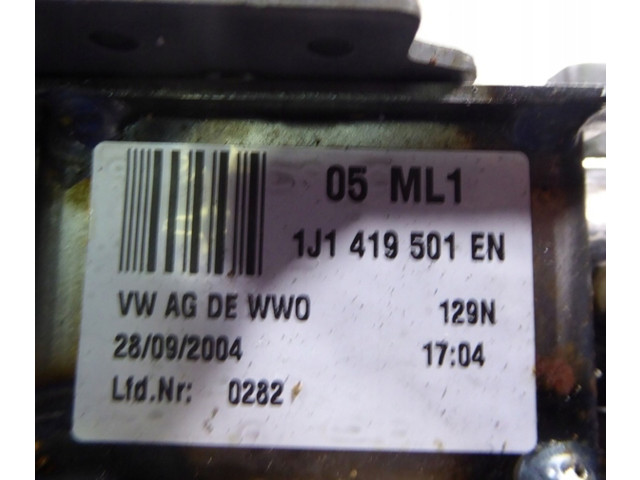 05 ML1
1J1 419 501 EN
VW AG DE WWO 129N
28/09/2004 17:04
Lfd.Nr: 0282